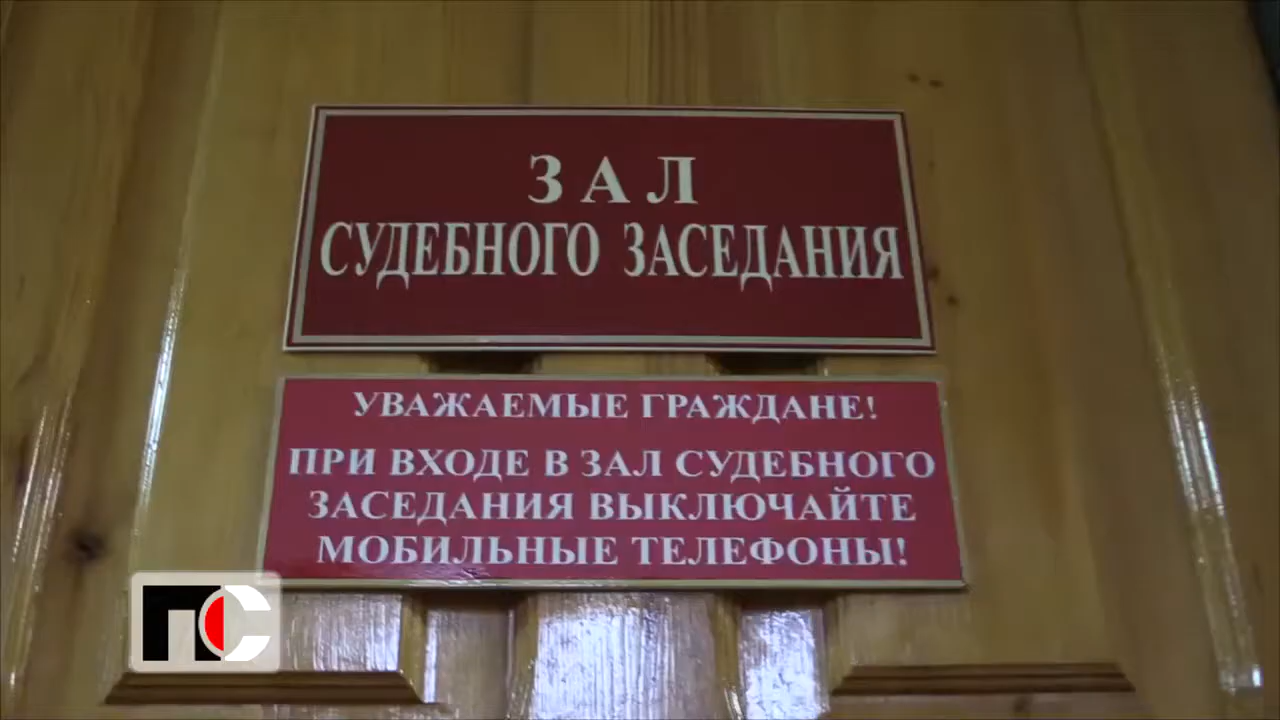 ЗАЛ
СУДЕБНОГО ЗАСЕДАНИЯ
УВАЖАЕМЫЕ ГРАЖДАНЕ!
ПРИ ВХОДЕ В ЗАЛ СУДЕБНОГО
ЗАСЕДАНИЯ ВЫКЛЮЧАЙТЕ
МОБИЛЬНЫЕ ТЕЛЕФОНЫ!
ПС